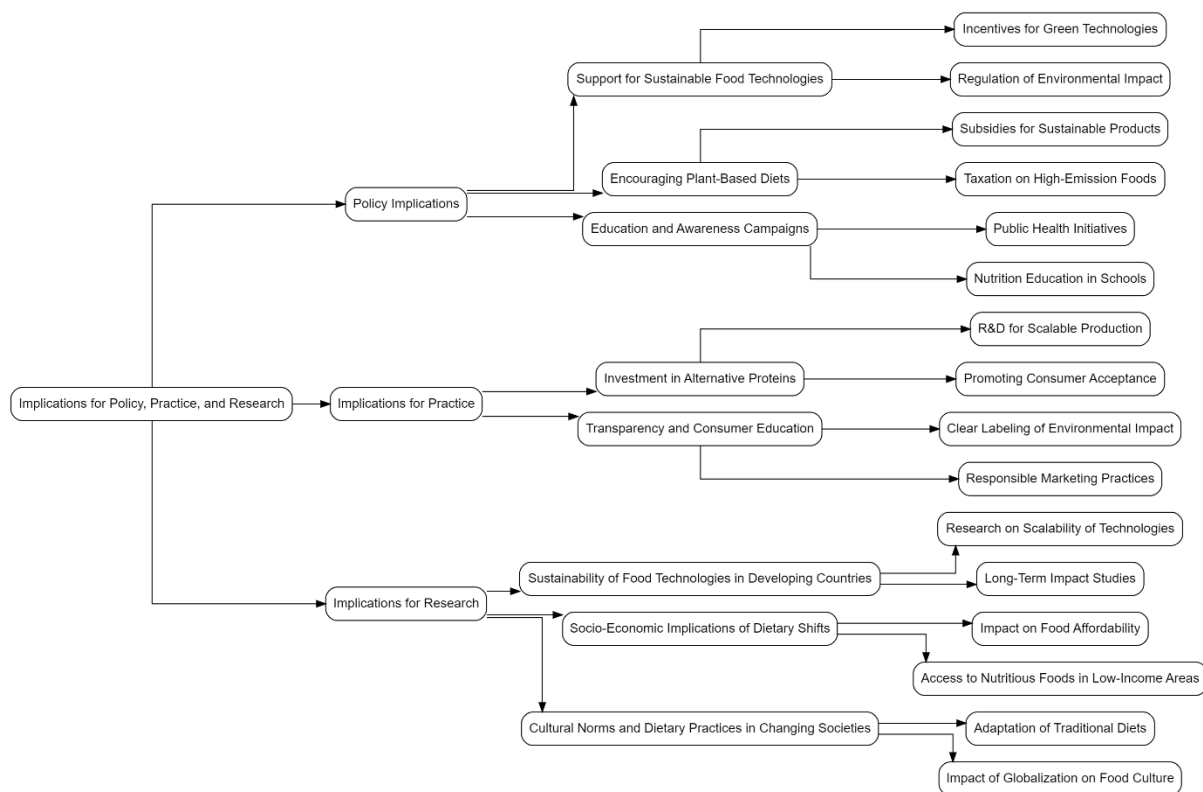 Incentives for Green Technologies
Support for Sustainable Food Technologies
Regulation of Environmental Impact
Subsidies for Sustainable Products
Encouraging Plant-Based Diets
Taxation on High-Emission Foods
Policy Implications
Education and Awareness Campaigns
Public Health Initiatives
Nutrition Education in Schools
R&D for Scalable Production
Investment in Alternative Proteins
Promoting Consumer Acceptance
Implications for Policy, Practice, and Research
Implications for Practice
Transparency and Consumer Education
Clear Labeling of Environmental Impact
Responsible Marketing Practices
Research on Scalability of Technologies
Sustainability of Food Technologies in Developing Countries
Long-Term Impact Studies
Implications for Research
Socio-Economic Implications of Dietary Shifts
Impact on Food Affordability
Access to Nutritious Foods in Low-Income Areas
Cultural Norms and Dietary Practices in Changing Societies
Adaptation of Traditional Diets
Impact of Globalization on Food Culture